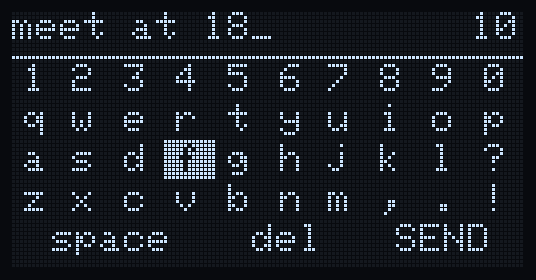 meet at 18_ 10
1 2 3 4 5 6 7 8 9 0
q w e r t y u i o p
a s d f g h j k l ?
z x c v b n m , . !
space del SEND